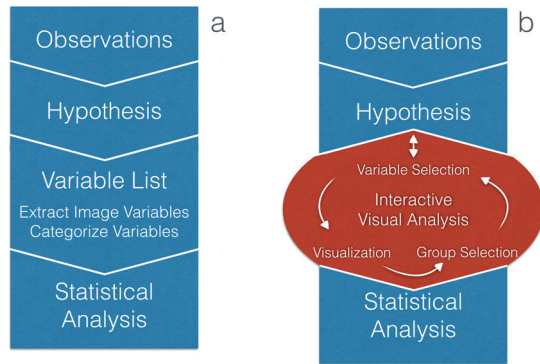 a
Observations
Hypothesis
Variable List
Extract Image Variables
Categorize Variables
Statistical
Analysis
b
Observations
Hypothesis
Variable Selection
Interactive
Visual Analysis
Visualization
Group Selection
Statistical
Analysis